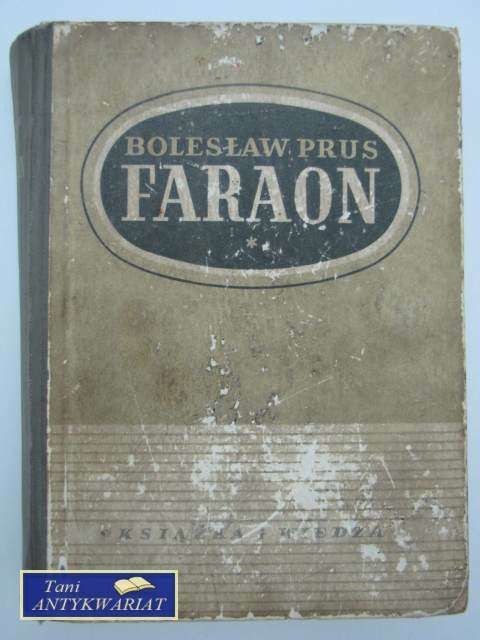 BOLESŁAW PRUS
FARAON
*
KSIĄŻKA I WIEDZA
Tani
ANTYKWARIAT